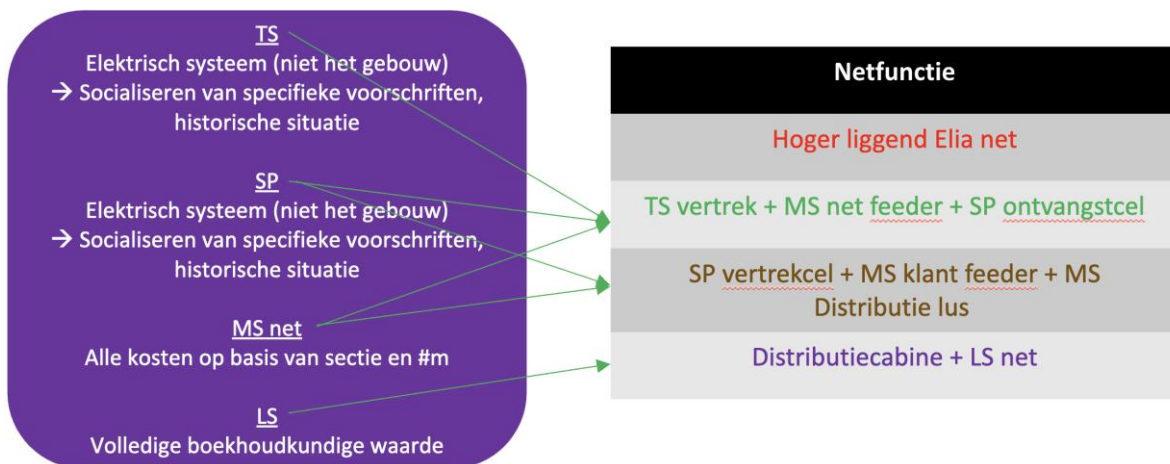 TS
Elektrisch systeem (niet het gebouw)
→ Socialiseren van specifieke voorschriften,
historische situatie
SP
Elektrisch systeem (niet het gebouw)
→ Socialiseren van specifieke voorschriften,
historische situatie
MS net
Alle kosten op basis van sectie en #m
LS
Volledige boekhoudkundige waarde
Netfunctie
Hoger liggend Elia net
TS vertrek + MS net feeder + SP ontvangstcel
SP vertrekcel + MS klant feeder + MS
Distributie lus
Distributiecabine + LS net